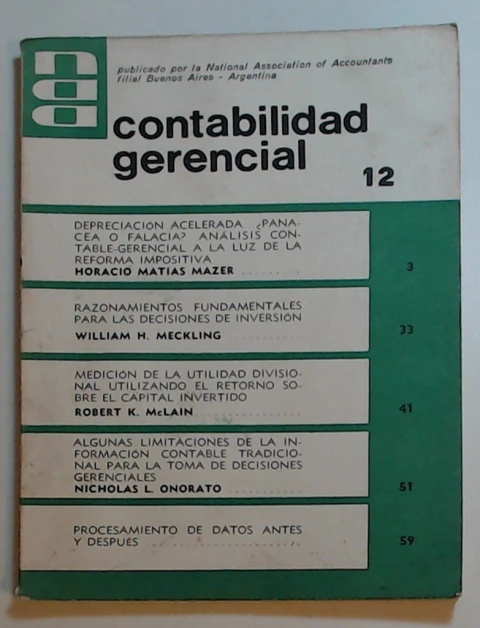 naa
publicado por la National Association of Accountants
filial Buenos Aires - Argentina
contabilidad
gerencial
12
DEPRECIACIÓN ACELERADA ¿PANA-
CEA O FALACIA? ANÁLISIS CON-
TABLE-GERENCIAL A LA LUZ DE LA
REFORMA IMPOSITIVA
HORACIO MATIAS MAZER .......... 3
RAZONAMIENTOS FUNDAMENTALES
PARA LAS DECISIONES DE INVERSIÓN
WILLIAM H. MECKLING ............ 33
MEDICIÓN DE LA UTILIDAD DIVISIO-
NAL UTILIZANDO EL RETORNO SO-
BRE EL CAPITAL INVERTIDO
ROBERT K. McLAIN ................ 41
ALGUNAS LIMITACIONES DE LA IN-
FORMACIÓN CONTABLE TRADICIO-
NAL PARA LA TOMA DE DECISIONES
GERENCIALES
NICHOLAS L. ONORATO ........... 51
PROCESAMIENTO DE DATOS ANTES
Y DESPUÉS ........................ 59